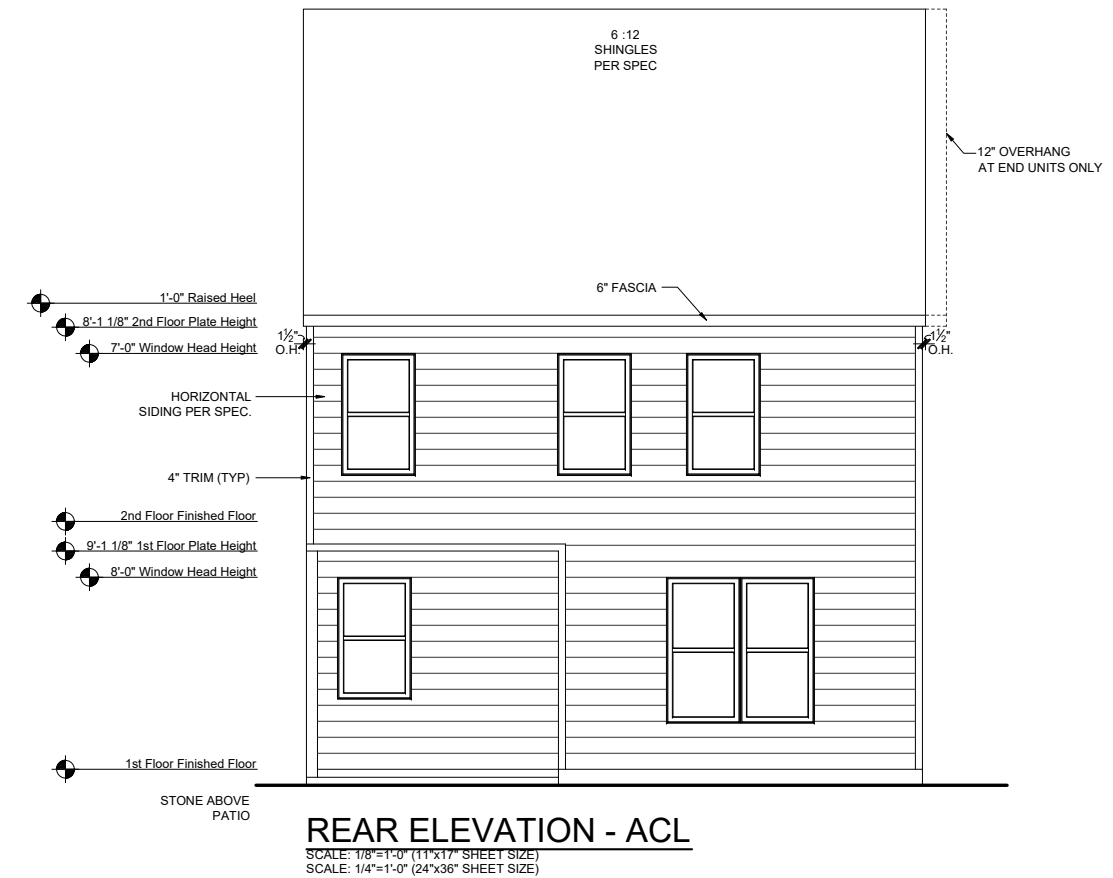 6 :12
SHINGLES
PER SPEC
12" OVERHANG
AT END UNITS ONLY
6" FASCIA
1'-0" Raised Heel
8'-1 1/8" 2nd Floor Plate Height
7'-0" Window Head Height
1½"
O.H.
1½"
O.H.
HORIZONTAL
SIDING PER SPEC.
4" TRIM (TYP)
2nd Floor Finished Floor
9'-1 1/8" 1st Floor Plate Height
8'-0" Window Head Height
1st Floor Finished Floor
STONE ABOVE
PATIO
REAR ELEVATION - ACL
SCALE: 1/8"=1'-0" (11"x17" SHEET SIZE)
SCALE: 1/4"=1'-0" (24"x36" SHEET SIZE)